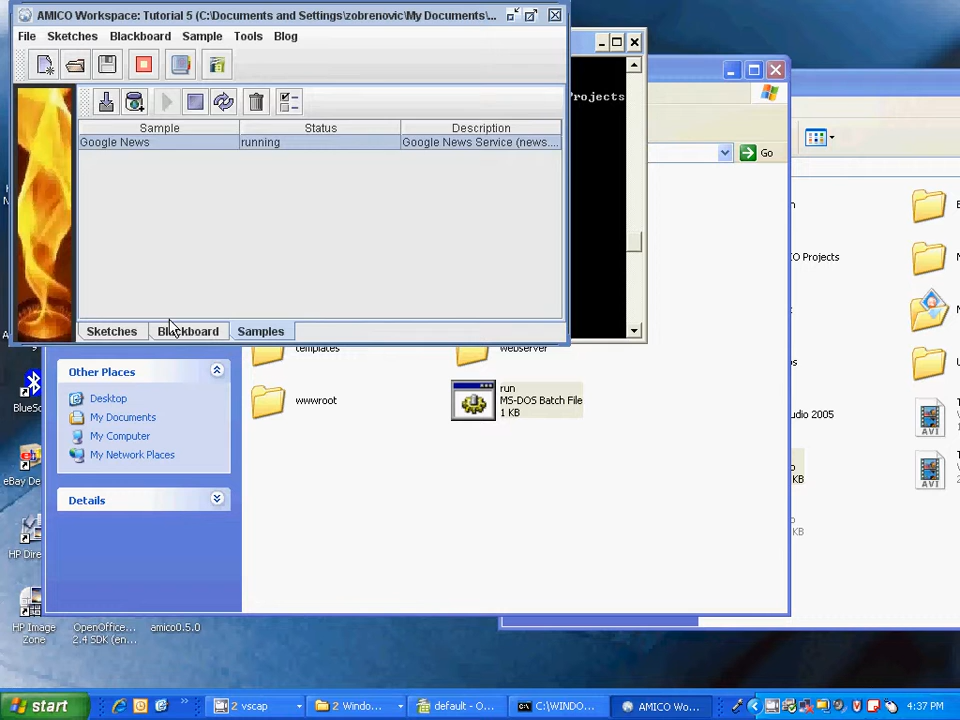 AMICO Workspace: Tutorial 5 (C:\Documents and Settings\zobrenovic\My Documents\...
File Sketches Blackboard Sample Tools Blog
Projects
Sample Status Description
Google News running Google News Service (news....
Go
Sketches Blackboard Samples
CO Projects
templates webserver
Other Places
Desktop
My Documents
My Computer
My Network Places
Details
run
MS-DOS Batch File
1 KB
wwwroot
udio 2005
KB
KB
BlueSo
eBay De
HP Dire
HP Image
Zone
OpenOffice...
2.4 SDK (en...
amico0.5.0
start
2 vscap
2 Windo...
default - O...
C:\WINDO...
AMICO Wo...
4:37 PM